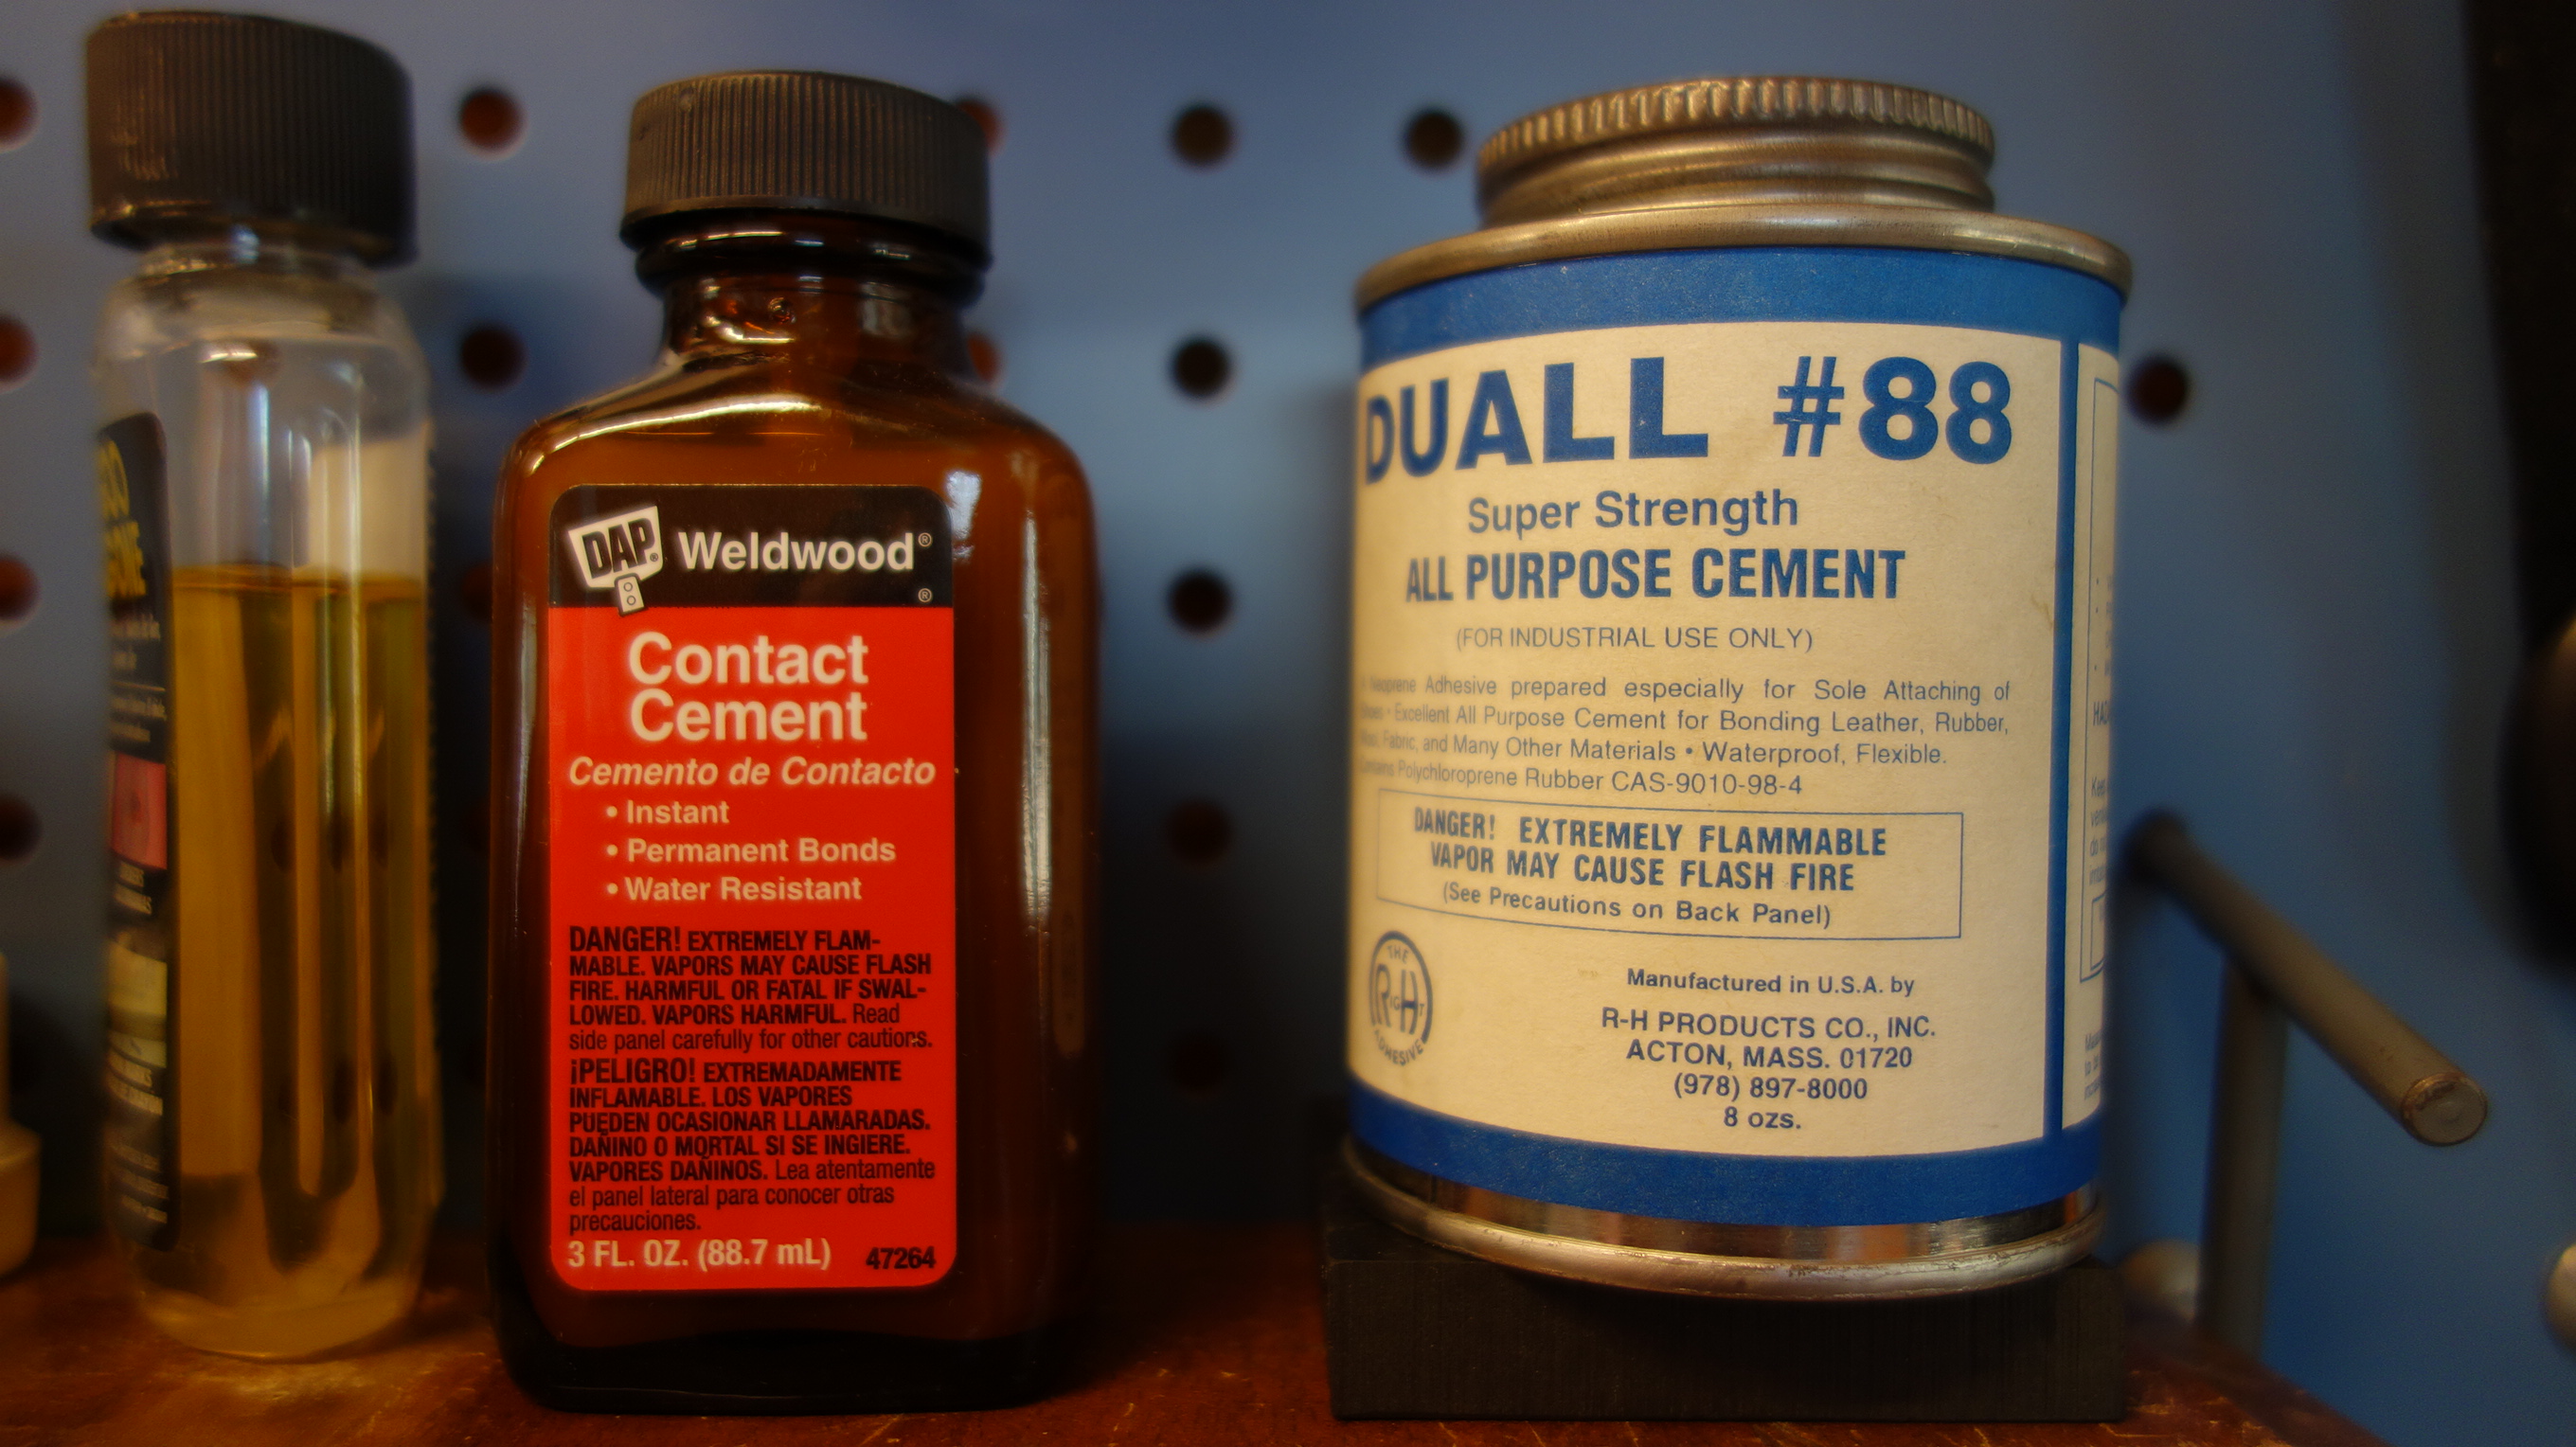 DAP® Weldwood®
®
Contact
Cement
Cemento de Contacto
• Instant
• Permanent Bonds
• Water Resistant
DANGER! EXTREMELY FLAM-
MABLE. VAPORS MAY CAUSE FLASH
FIRE. HARMFUL OR FATAL IF SWAL-
LOWED. VAPORS HARMFUL. Read
side panel carefully for other cautions.
¡PELIGRO! EXTREMADAMENTE
INFLAMABLE. LOS VAPORES
PUEDEN OCASIONAR LLAMARADAS.
DAÑINO O MORTAL SI SE INGIERE.
VAPORES DAÑINOS. Lea atentamente
el panel lateral para conocer otras
precauciones.
3 FL. OZ. (88.7 mL) 47264
DUALL #88
Super Strength
ALL PURPOSE CEMENT
(FOR INDUSTRIAL USE ONLY)
Neoprene Adhesive prepared especially for Sole Attaching of
• Excellent All Purpose Cement for Bonding Leather, Rubber,
Fabric, and Many Other Materials • Waterproof, Flexible.
Polychloroprene Rubber CAS-9010-98-4
DANGER! EXTREMELY FLAMMABLE
VAPOR MAY CAUSE FLASH FIRE
(See Precautions on Back Panel)
THE
RIGHT
ADHESIVE
Manufactured in U.S.A. by
R-H PRODUCTS CO., INC.
ACTON, MASS. 01720
(978) 897-8000
8 ozs.